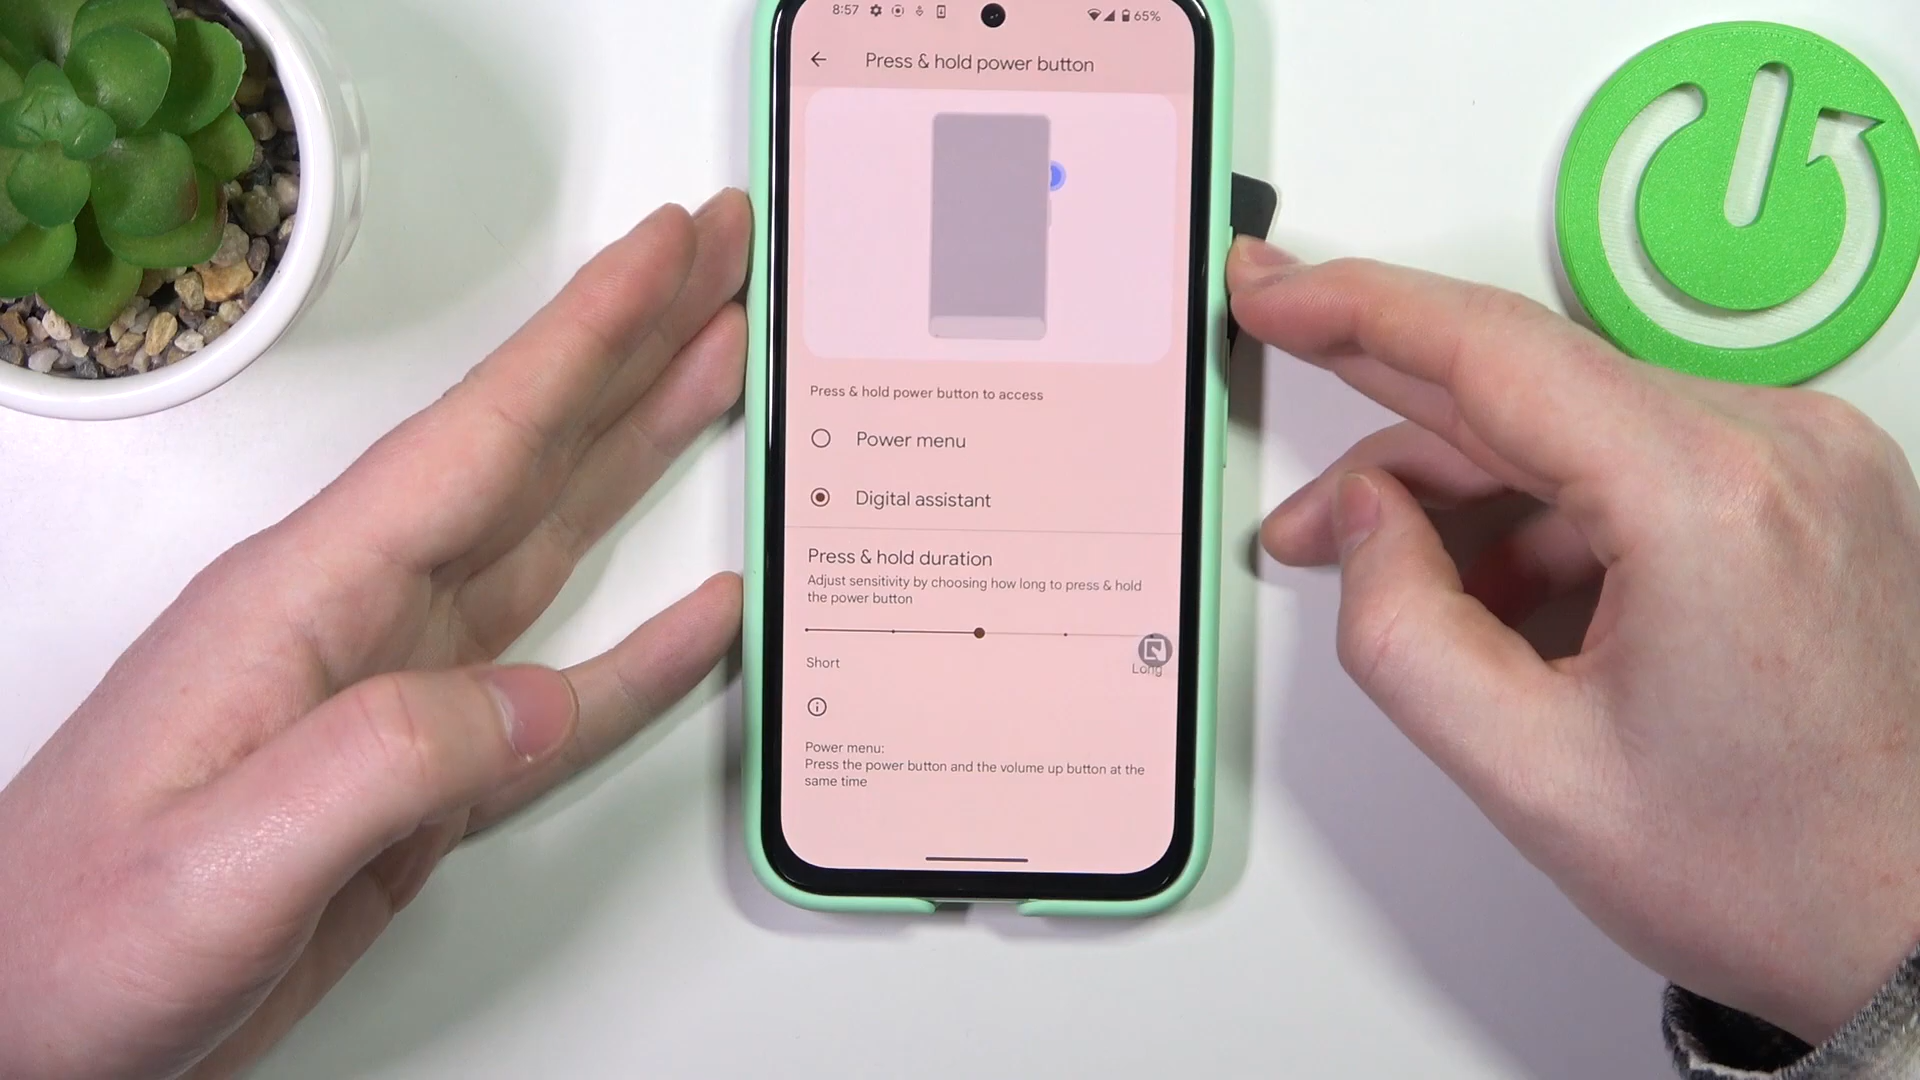 8:57
65%
Press & hold power button
Press & hold power button to access
Power menu
Digital assistant
Press & hold duration
Adjust sensitivity by choosing how long to press & hold
the power button
Short
Long
Power menu:
Press the power button and the volume up button at the
same time